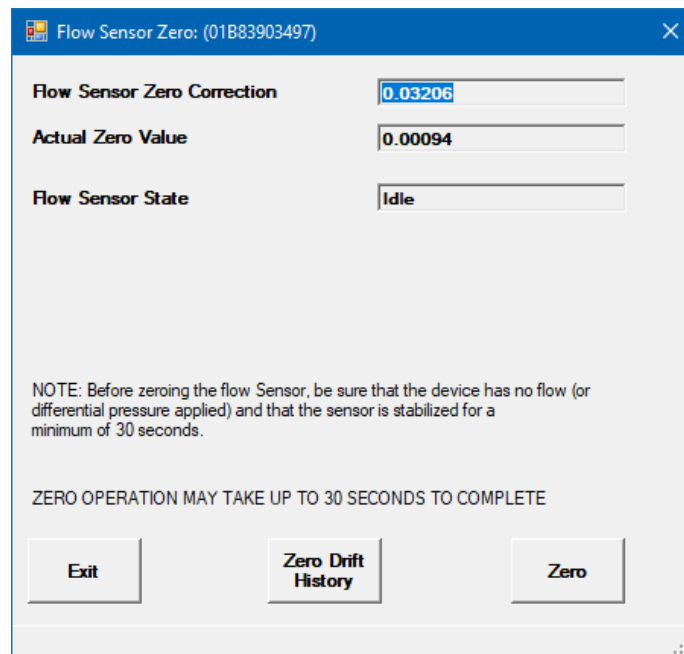 Flow Sensor Zero: (01B83903497)
Flow Sensor Zero Correction 0.03206
Actual Zero Value 0.00094
Flow Sensor State Idle
NOTE: Before zeroing the flow Sensor, be sure that the device has no flow (or
differential pressure applied) and that the sensor is stabilized for a
minimum of 30 seconds.
ZERO OPERATION MAY TAKE UP TO 30 SECONDS TO COMPLETE
Exit
Zero Drift
History
Zero